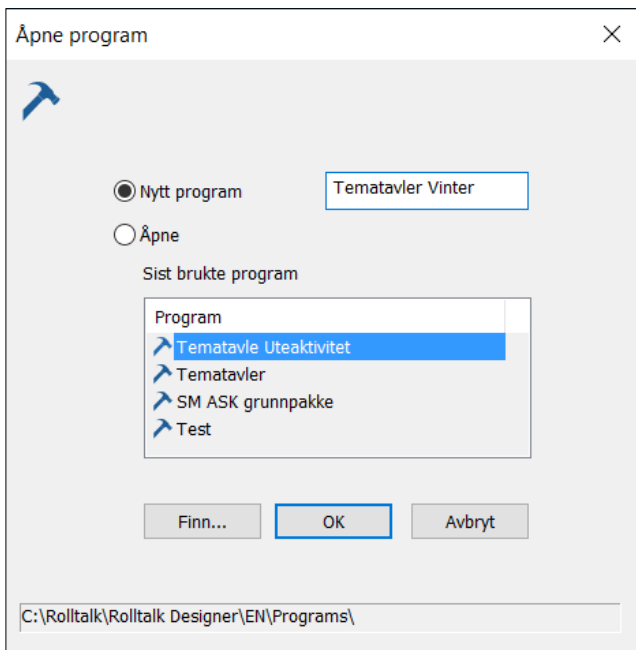 Åpne program
Nytt program Tematavler Vinter
Åpne
Sist brukte program
Program
Tematavle Uteaktivitet
Tematavler
SM ASK grunnpakke
Test
Finn... OK Avbryt
C:\Rolltalk\Rolltalk Designer\EN\Programs\